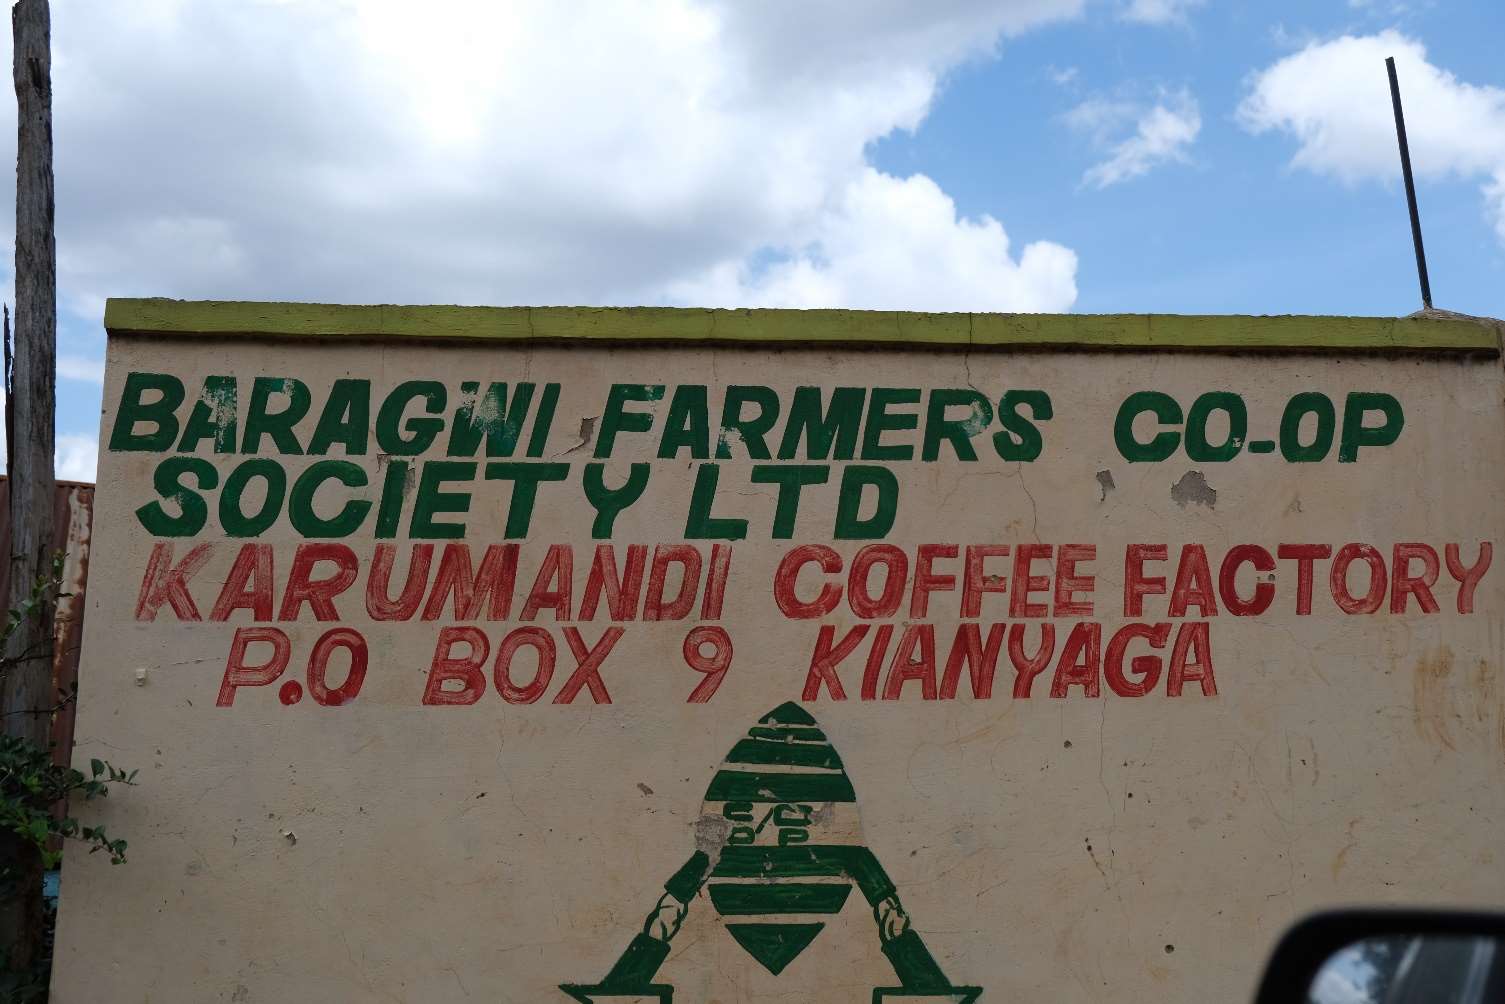 BARAGWI FARMERS CO-OP
SOCIETY LTD
KARUMANDI COFFEE FACTORY
P.O BOX 9 KIANYAGA